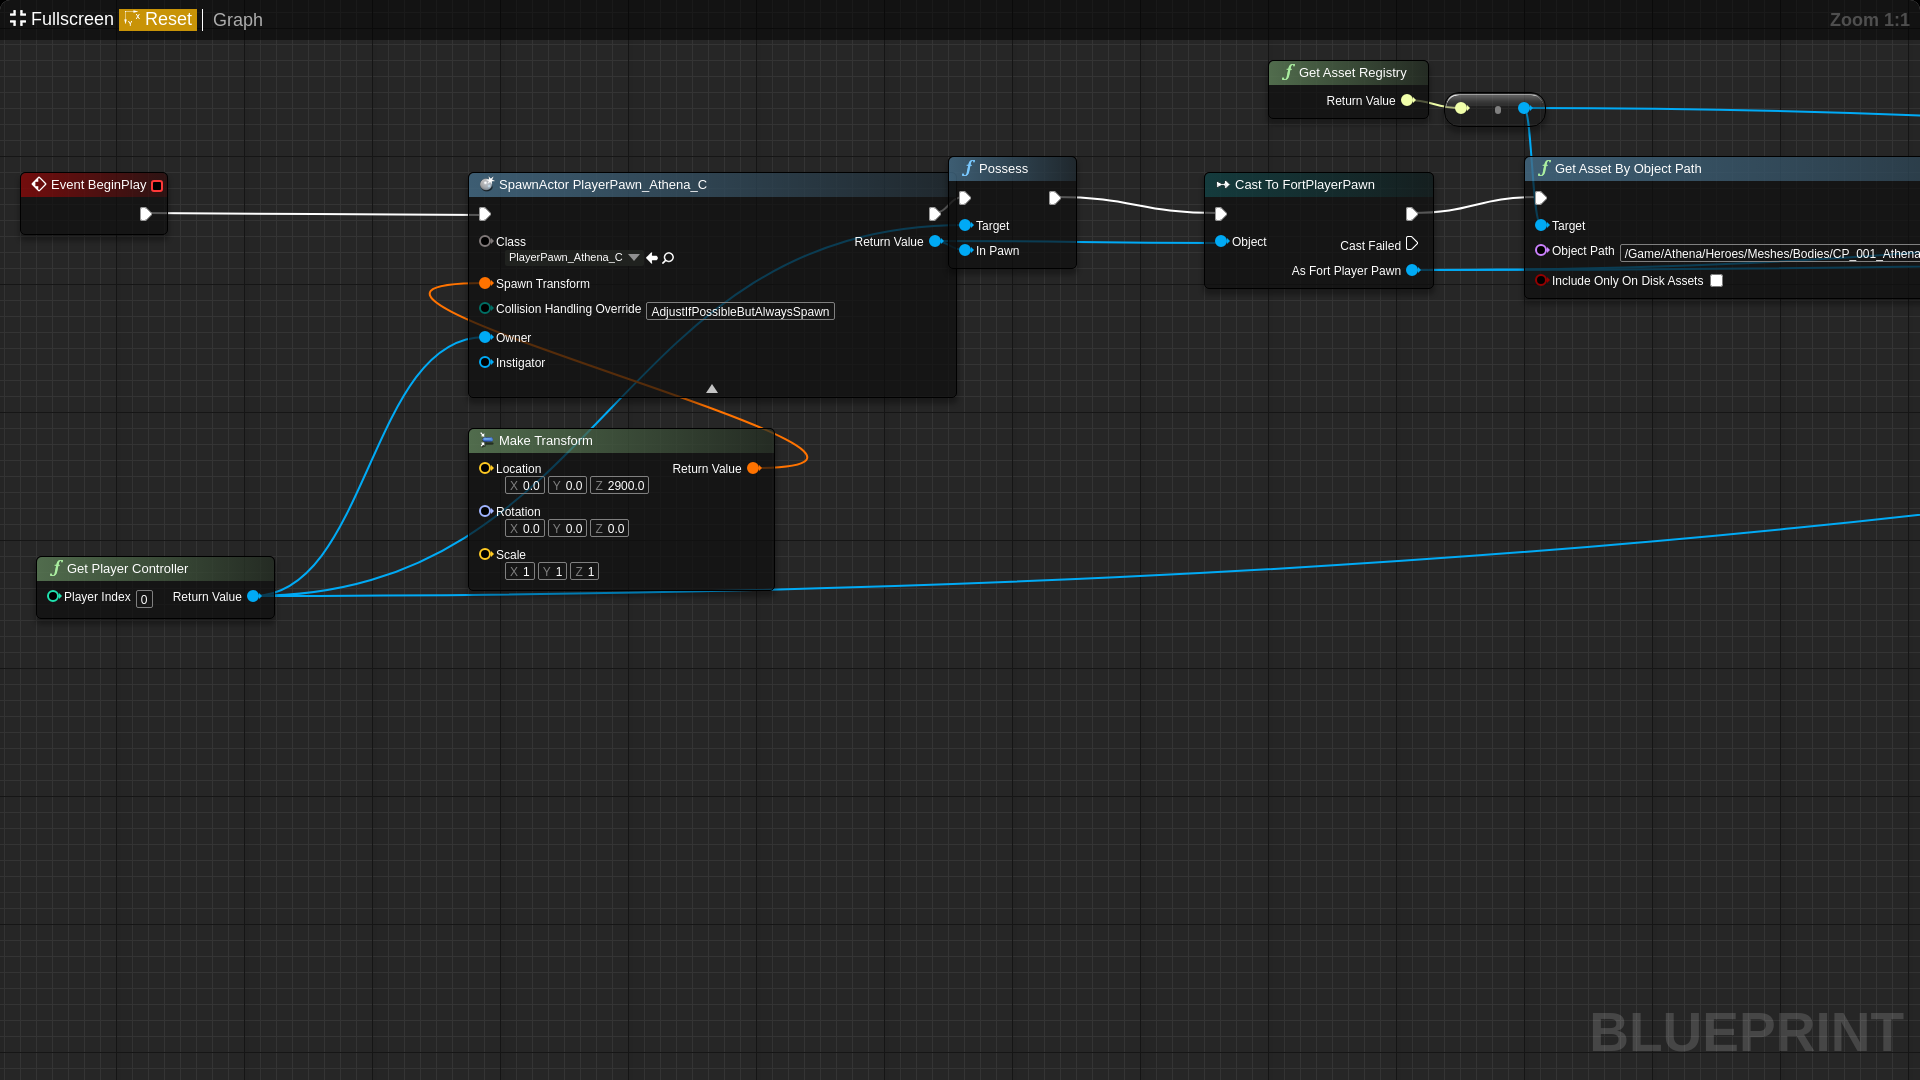 Fullscreen Reset Graph
Zoom 1:1
Get Asset Registry
Return Value
Event BeginPlay
SpawnActor PlayerPawn_Athena_C
Class
PlayerPawn_Athena_C
Return Value
Spawn Transform
Collision Handling Override AdjustIfPossibleButAlwaysSpawn
Owner
Instigator
Possess
Target
In Pawn
Cast To FortPlayerPawn
Object
Cast Failed
As Fort Player Pawn
Get Asset By Object Path
Target
Object Path /Game/Athena/Heroes/Meshes/Bodies/CP_001_Athena
Include Only On Disk Assets
Make Transform
Location
Return Value
X 0.0 Y 0.0 Z 2900.0
Rotation
X 0.0 Y 0.0 Z 0.0
Scale
X 1 Y 1 Z 1
Get Player Controller
Player Index 0 Return Value
BLUEPRINT